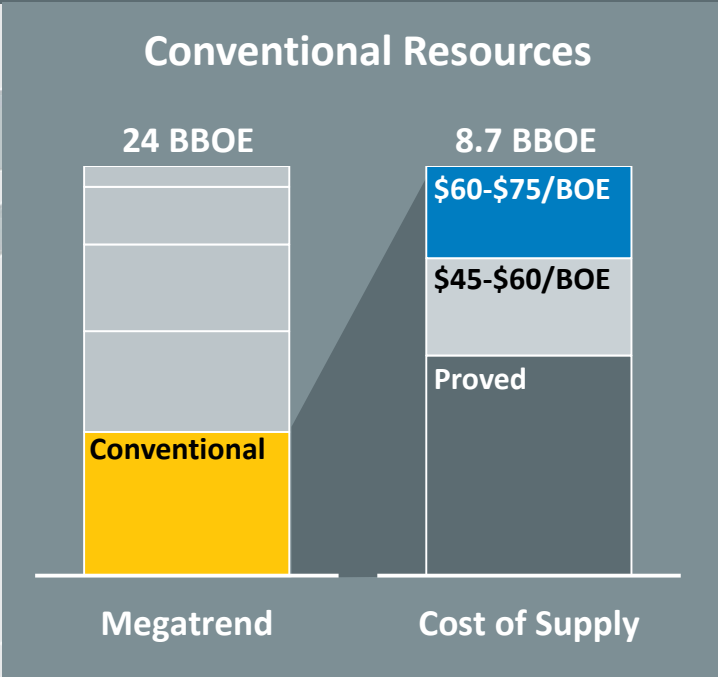 Conventional Resources
24 BBOE
8.7 BBOE
$60-$75/BOE
$45-$60/BOE
Proved
Conventional
Megatrend
Cost of Supply